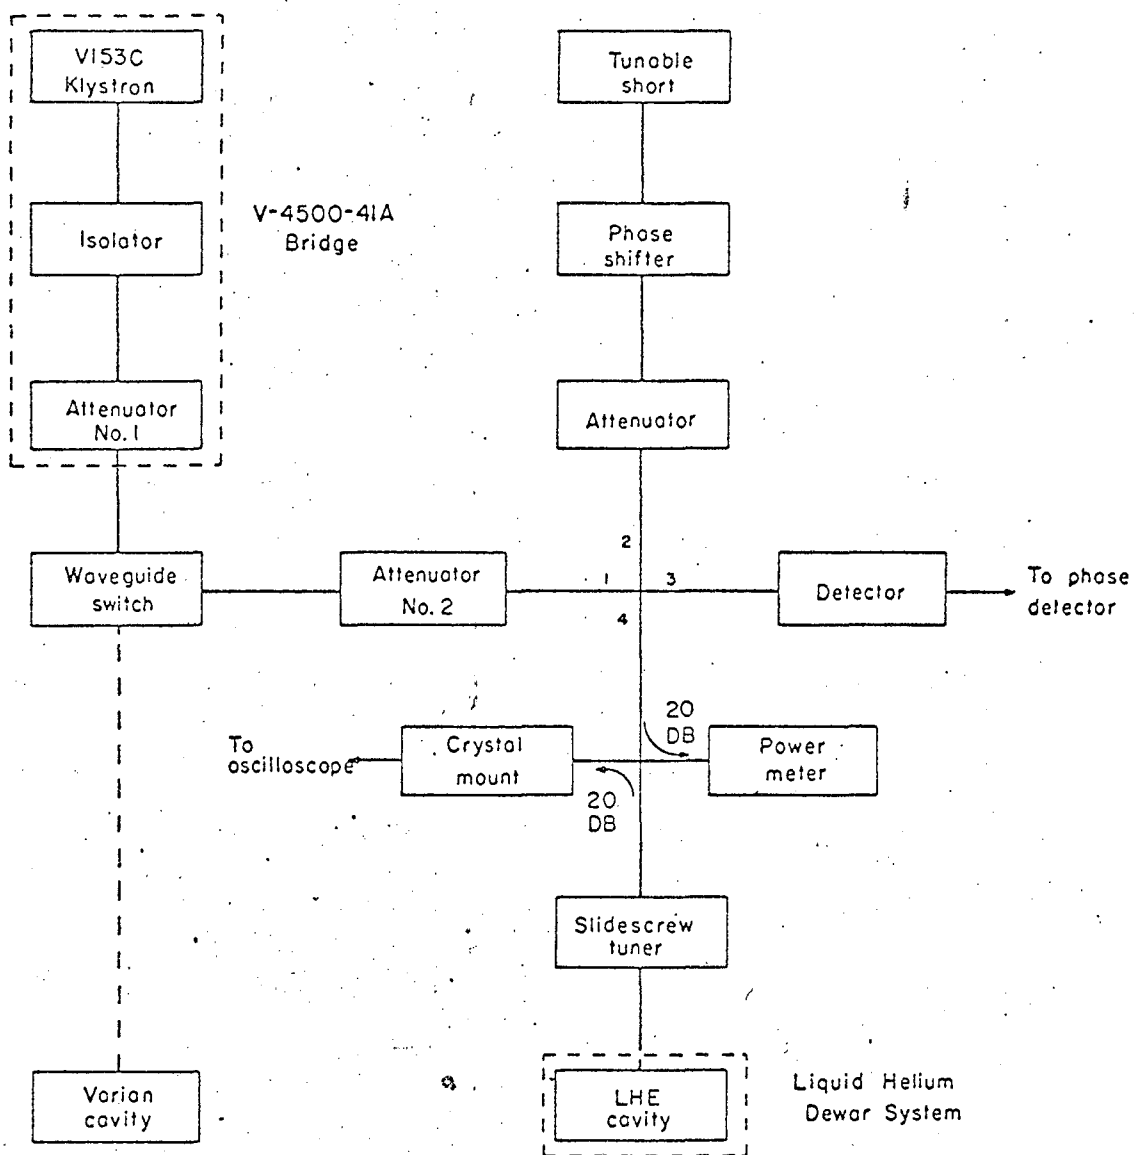 V153C
Klystron
Tunable
short
V-4500-41A
Bridge
Isolator
Phase
shifter
Attenuator
No. 1
Attenuator
2
Waveguide
switch
Attenuator
No. 2
1
3
4
Detector
To phase
detector
20
DB
To
oscilloscope
Crystal
mount
Power
meter
20
DB
Slidescrew
tuner
Varian
cavity
LHE
cavity
Liquid Helium
Dewar System